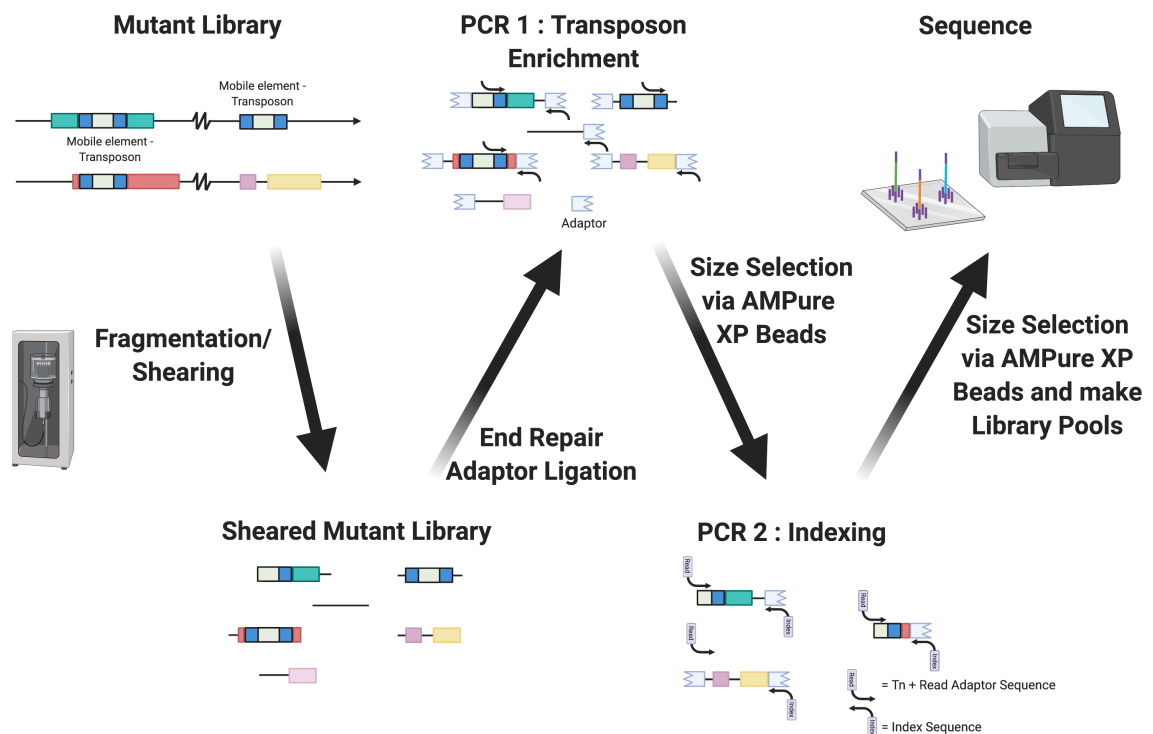 Mutant Library
Mobile element -
Transposon
Mobile element -
Transposon
PCR 1 : Transposon
Enrichment
Adaptor
Sequence
Fragmentation/
Shearing
End Repair
Adaptor Ligation
Size Selection
via AMPure
XP Beads
Size Selection
via AMPure XP
Beads and make
Library Pools
Sheared Mutant Library
PCR 2 : Indexing
Read
Index
Read
Index
Read
Index
Read
= Tn + Read Adaptor Sequence
Index
= Index Sequence